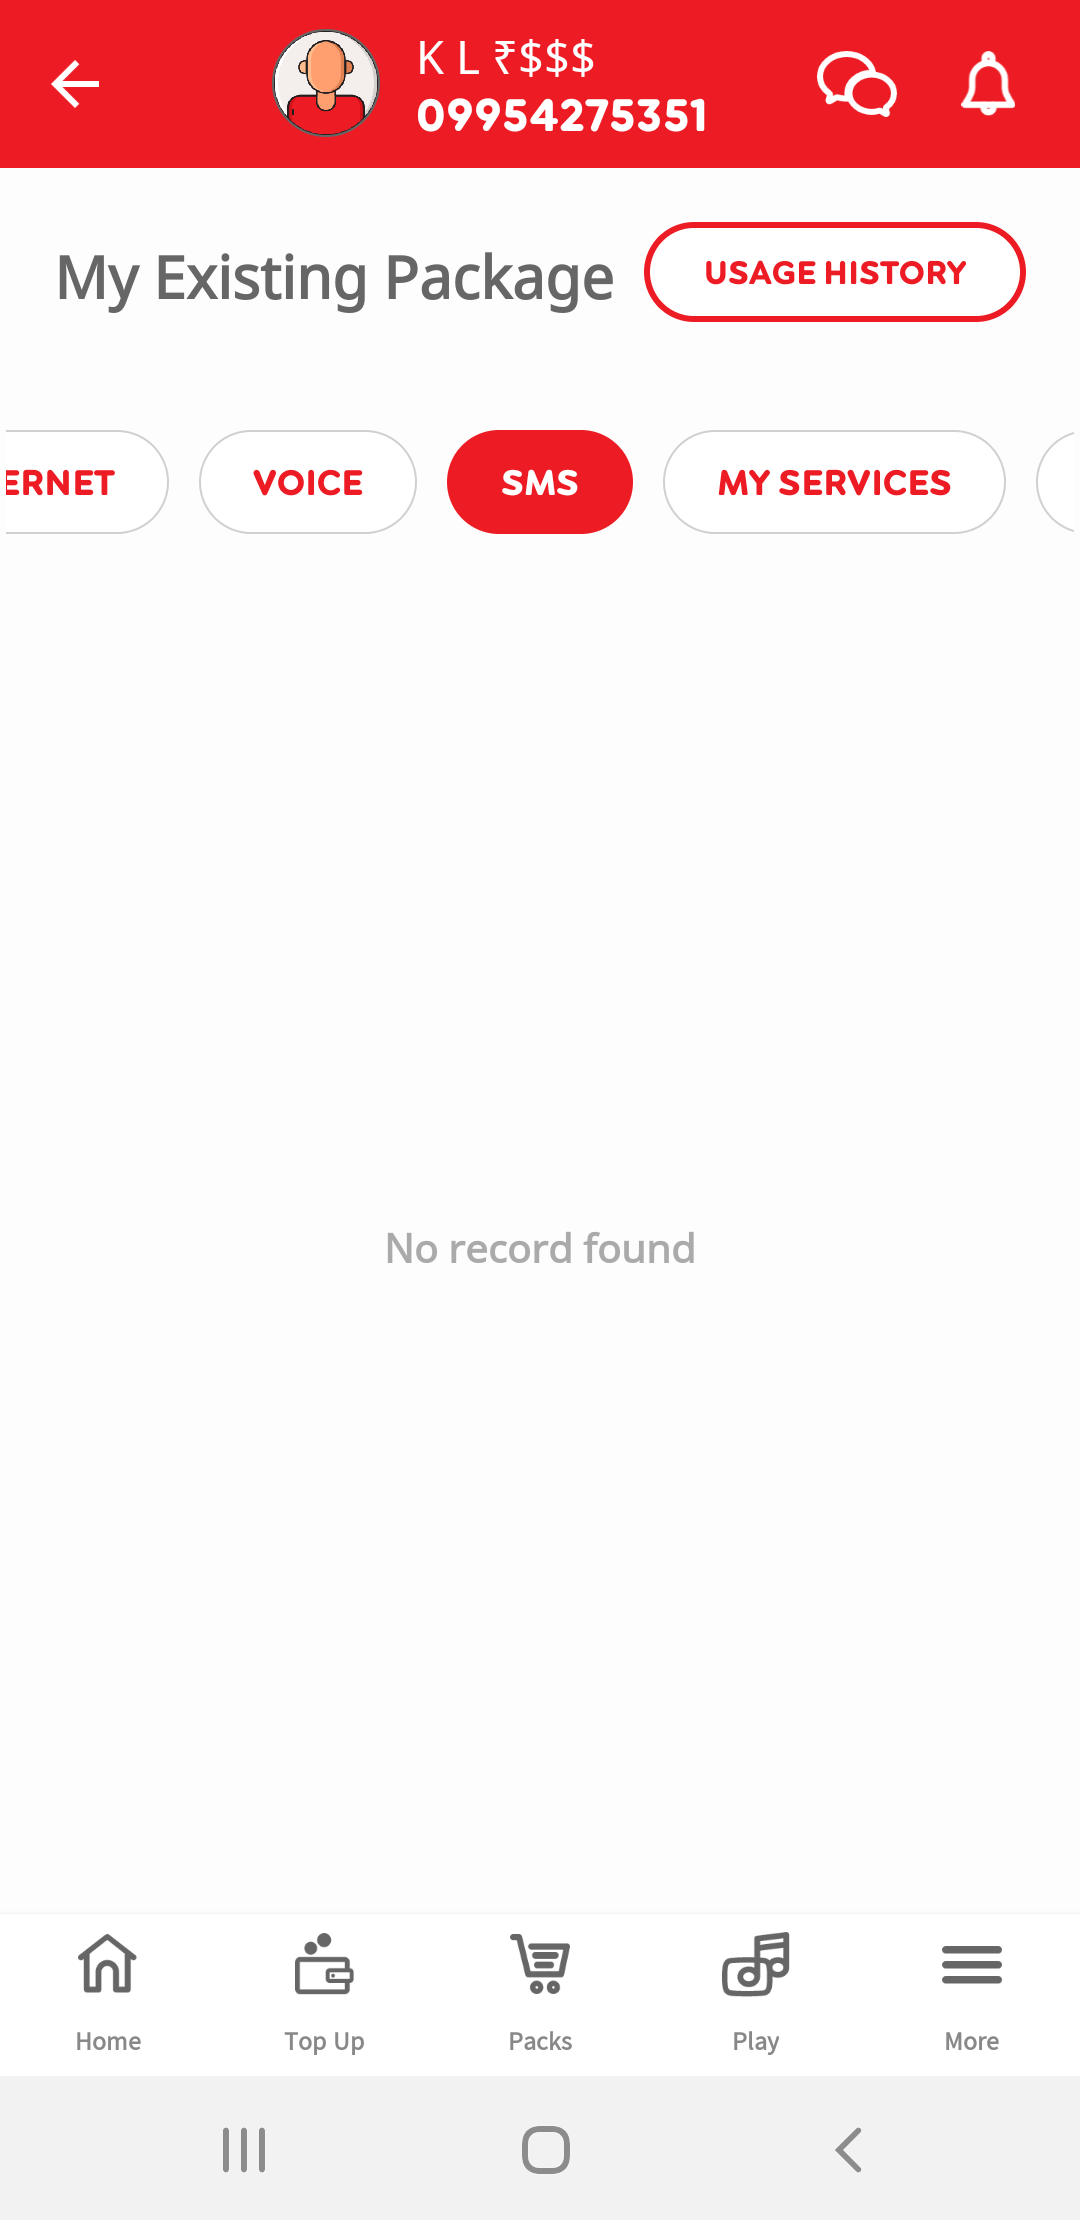 K L ₹$$$
09954275351
My Existing Package
USAGE HISTORY
ERNET
VOICE
SMS
MY SERVICES
No record found
Home
Top Up
Packs
Play
More